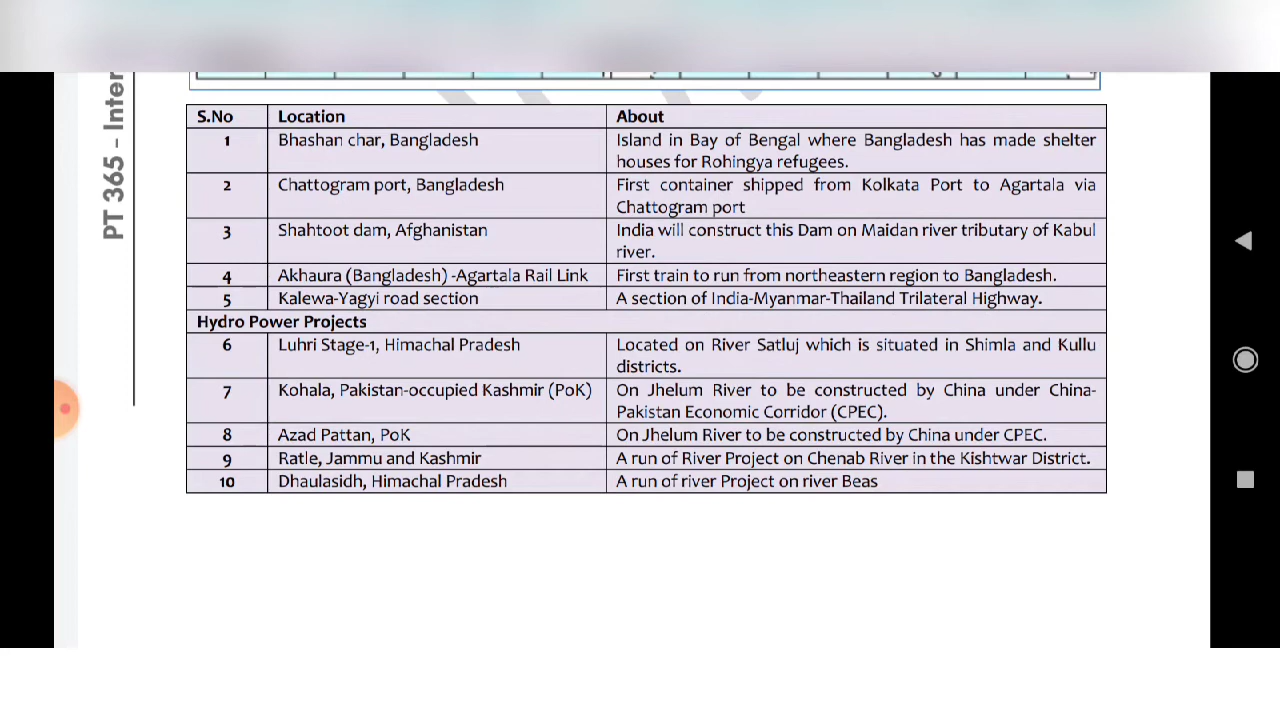 PT 365 - Inter
S.No Location About
1 Bhashan char, Bangladesh Island in Bay of Bengal where Bangladesh has made shelter
houses for Rohingya refugees.
2 Chattogram port, Bangladesh First container shipped from Kolkata Port to Agartala via
Chattogram port
3 Shahtoot dam, Afghanistan India will construct this Dam on Maidan river tributary of Kabul
river.
4 Akhaura (Bangladesh) -Agartala Rail Link First train to run from northeastern region to Bangladesh.
5 Kalewa-Yagyi road section A section of India-Myanmar-Thailand Trilateral Highway.
Hydro Power Projects
6 Luhri Stage-1, Himachal Pradesh Located on River Satluj which is situated in Shimla and Kullu
districts.
7 Kohala, Pakistan-occupied Kashmir (PoK) On Jhelum River to be constructed by China under China-
Pakistan Economic Corridor (CPEC).
8 Azad Pattan, PoK On Jhelum River to be constructed by China under CPEC.
9 Ratle, Jammu and Kashmir A run of River Project on Chenab River in the Kishtwar District.
10 Dhaulasidh, Himachal Pradesh A run of river Project on river Beas